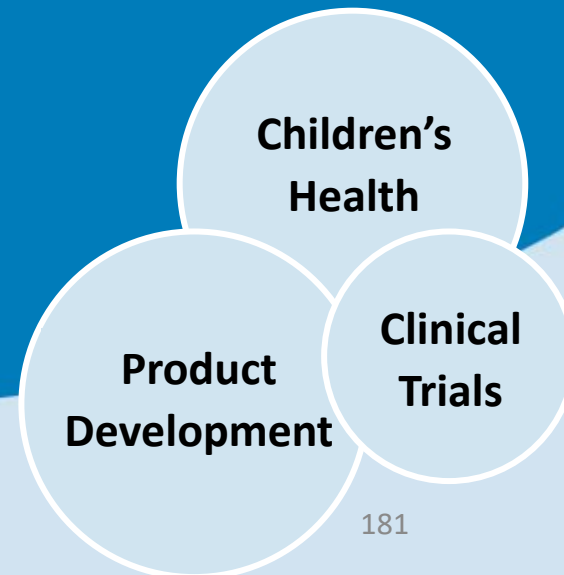 Children’s
Health
Clinical
Trials
Product
Development
181